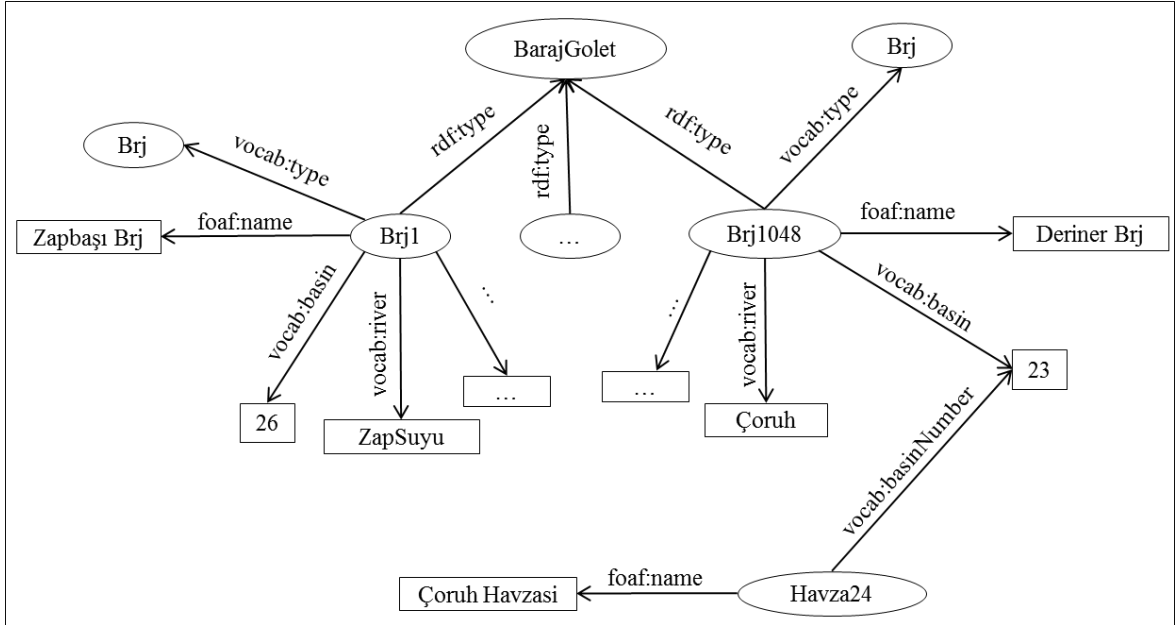 BarajGolet
Brj
Brj
vocab:type
rdf:type
rdf:type
rdf:type
vocab:type
Zapbaşı Brj
foaf:name
Brj1
...
Brj1048
foaf:name
Deriner Brj
vocab:basin
vocab:river
...
...
vocab:river
vocab:basin
26
ZapSuyu
...
...
Çoruh
23
vocab:basinNumber
Çoruh Havzasi
foaf:name
Havza24